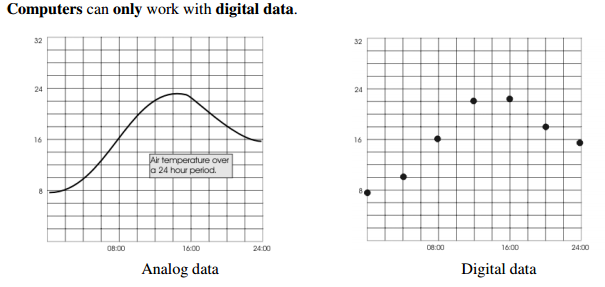 Computers can only work with digital data.
32
24
16
8
08:00
16:00
24:00
Air temperature over
a 24 hour period.
Analog data
32
24
16
8
08:00
16:00
24:00
Digital data